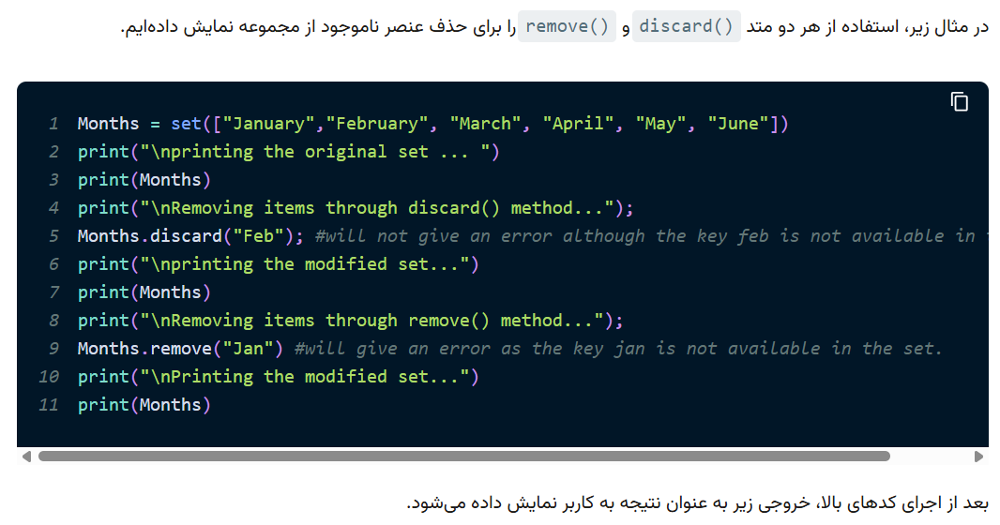 در مثال زیر، استفاده از هر دو متد discard() و remove() را برای حذف عنصر ناموجود از مجموعه نمایش داده‌ایم.
1 Months = set(["January","February", "March", "April", "May", "June"])
2 print("\nprinting the original set ... ")
3 print(Months)
4 print("\nRemoving items through discard() method...");
5 Months.discard("Feb"); #will not give an error although the key feb is not available in
6 print("\nprinting the modified set...")
7 print(Months)
8 print("\nRemoving items through remove() method...");
9 Months.remove("Jan") #will give an error as the key jan is not available in the set.
10 print("\nPrinting the modified set...")
11 print(Months)
بعد از اجرای کدهای بالا، خروجی زیر به عنوان نتیجه به کاربر نمایش داده می‌شود.